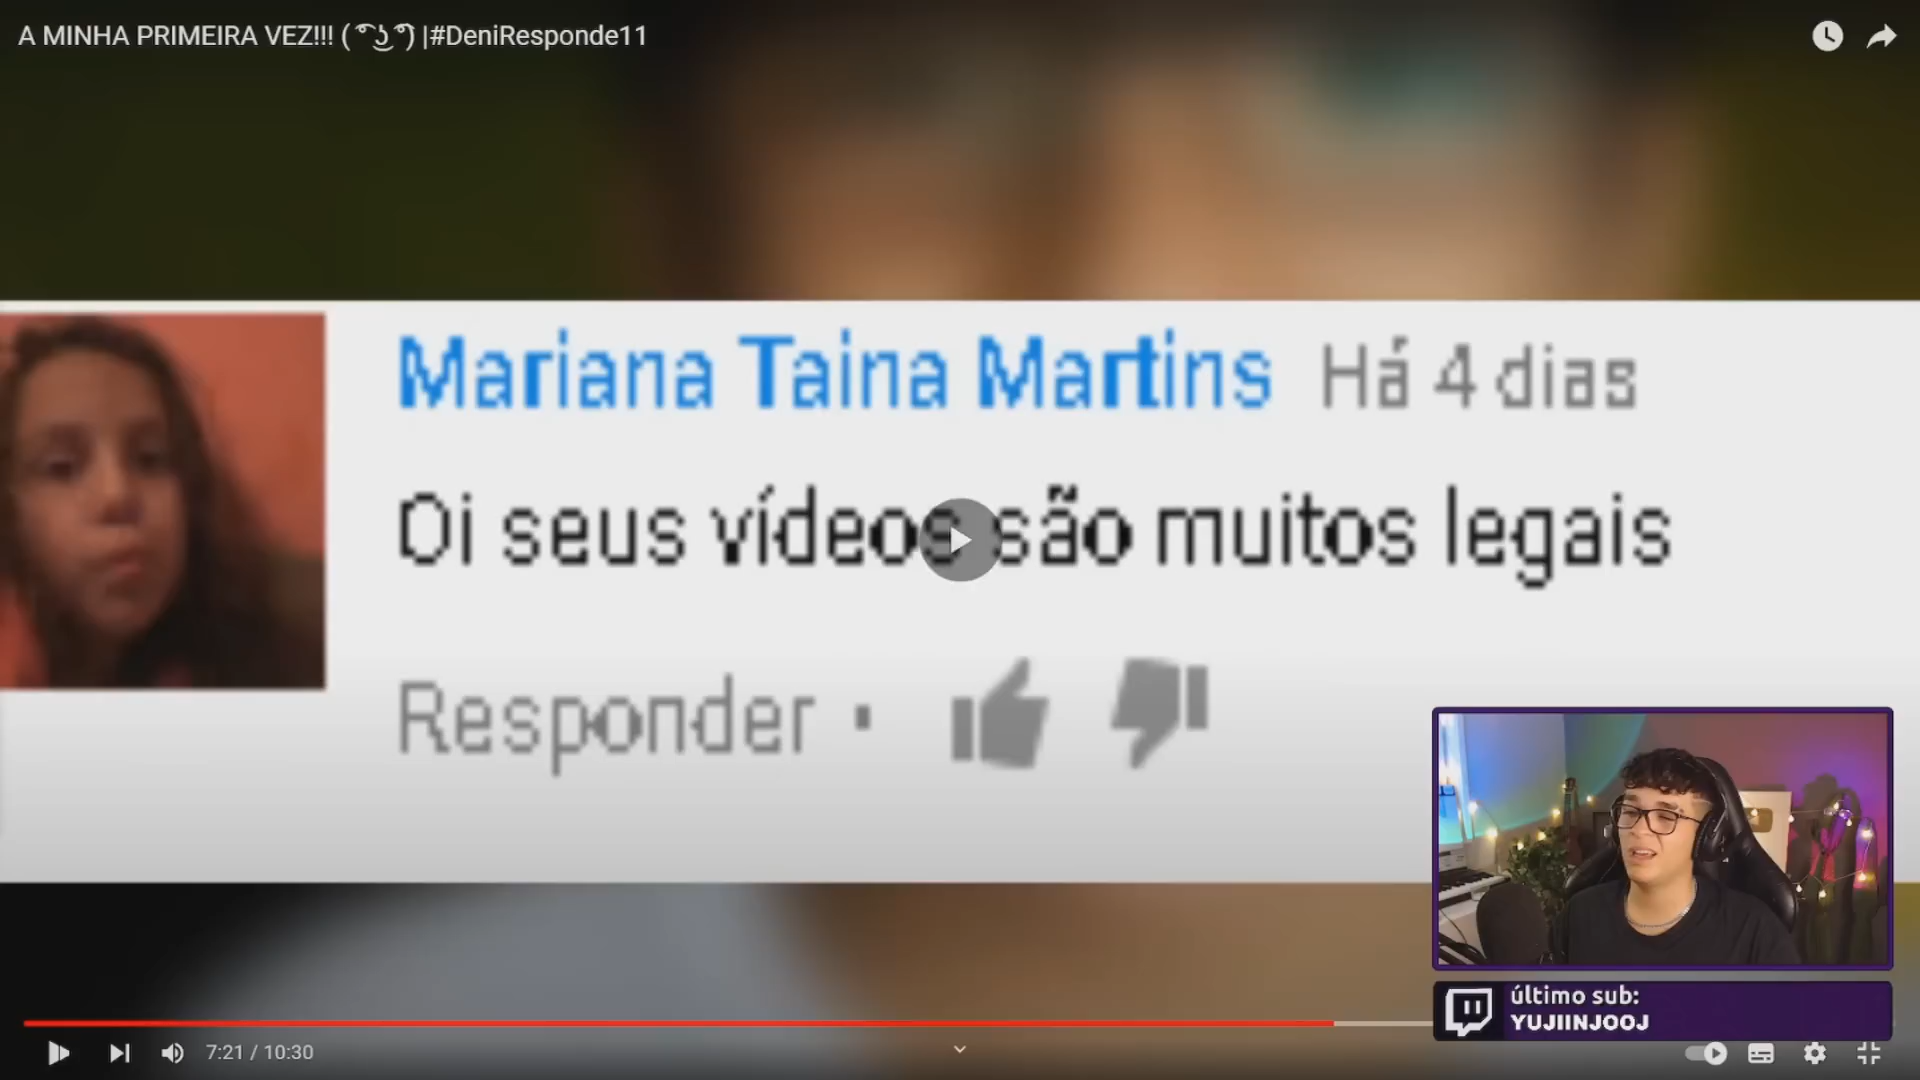 A MINHA PRIMEIRA VEZ!!! ( ͡° ͜ʖ ͡°) |#DeniResponde11
Mariana Taina Martins Há 4 dias
Oi seus vídeos são muitos legais
Responder ·
último sub:
YUJIINJOOJ
7:21 / 10:30